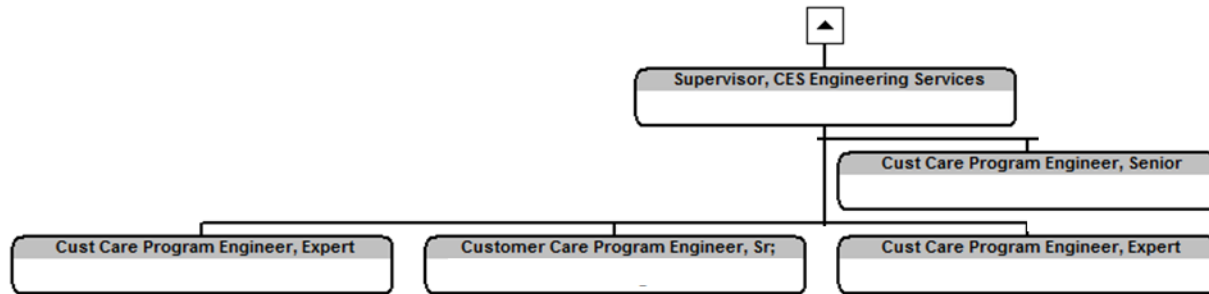 Supervisor, CES Engineering Services
Cust Care Program Engineer, Senior
Cust Care Program Engineer, Expert
Customer Care Program Engineer, Sr;
Cust Care Program Engineer, Expert